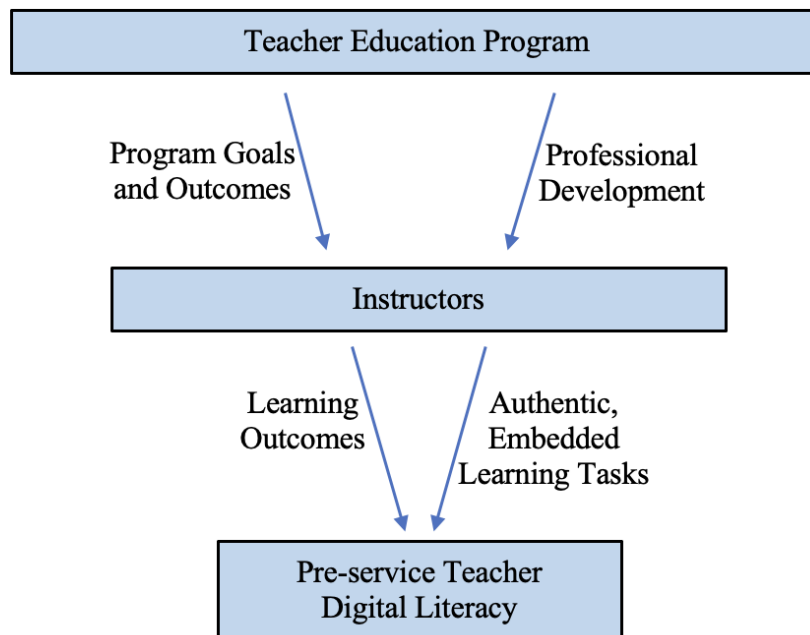 Teacher Education Program
Program Goals
and Outcomes
Professional
Development
Instructors
Learning
Outcomes
Authentic,
Embedded
Learning Tasks
Pre-service Teacher
Digital Literacy